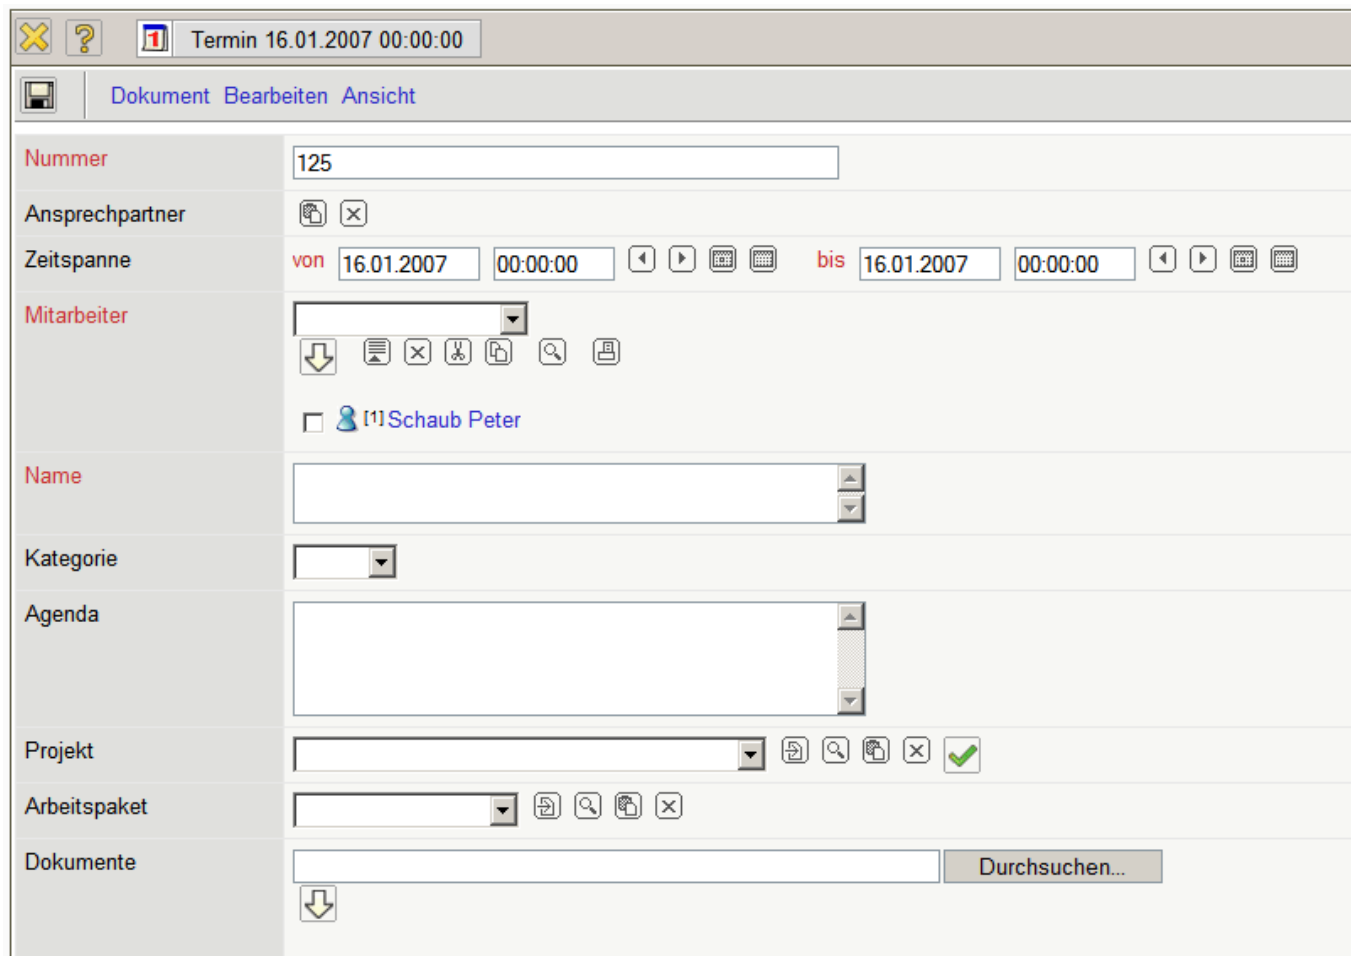 Termin 16.01.2007 00:00:00
Dokument Bearbeiten Ansicht
Nummer 125
Ansprechpartner
Zeitspanne von 16.01.2007 00:00:00 bis 16.01.2007 00:00:00
Mitarbeiter
[1] Schaub Peter
Name
Kategorie
Agenda
Projekt
Arbeitspaket
Dokumente Durchsuchen...